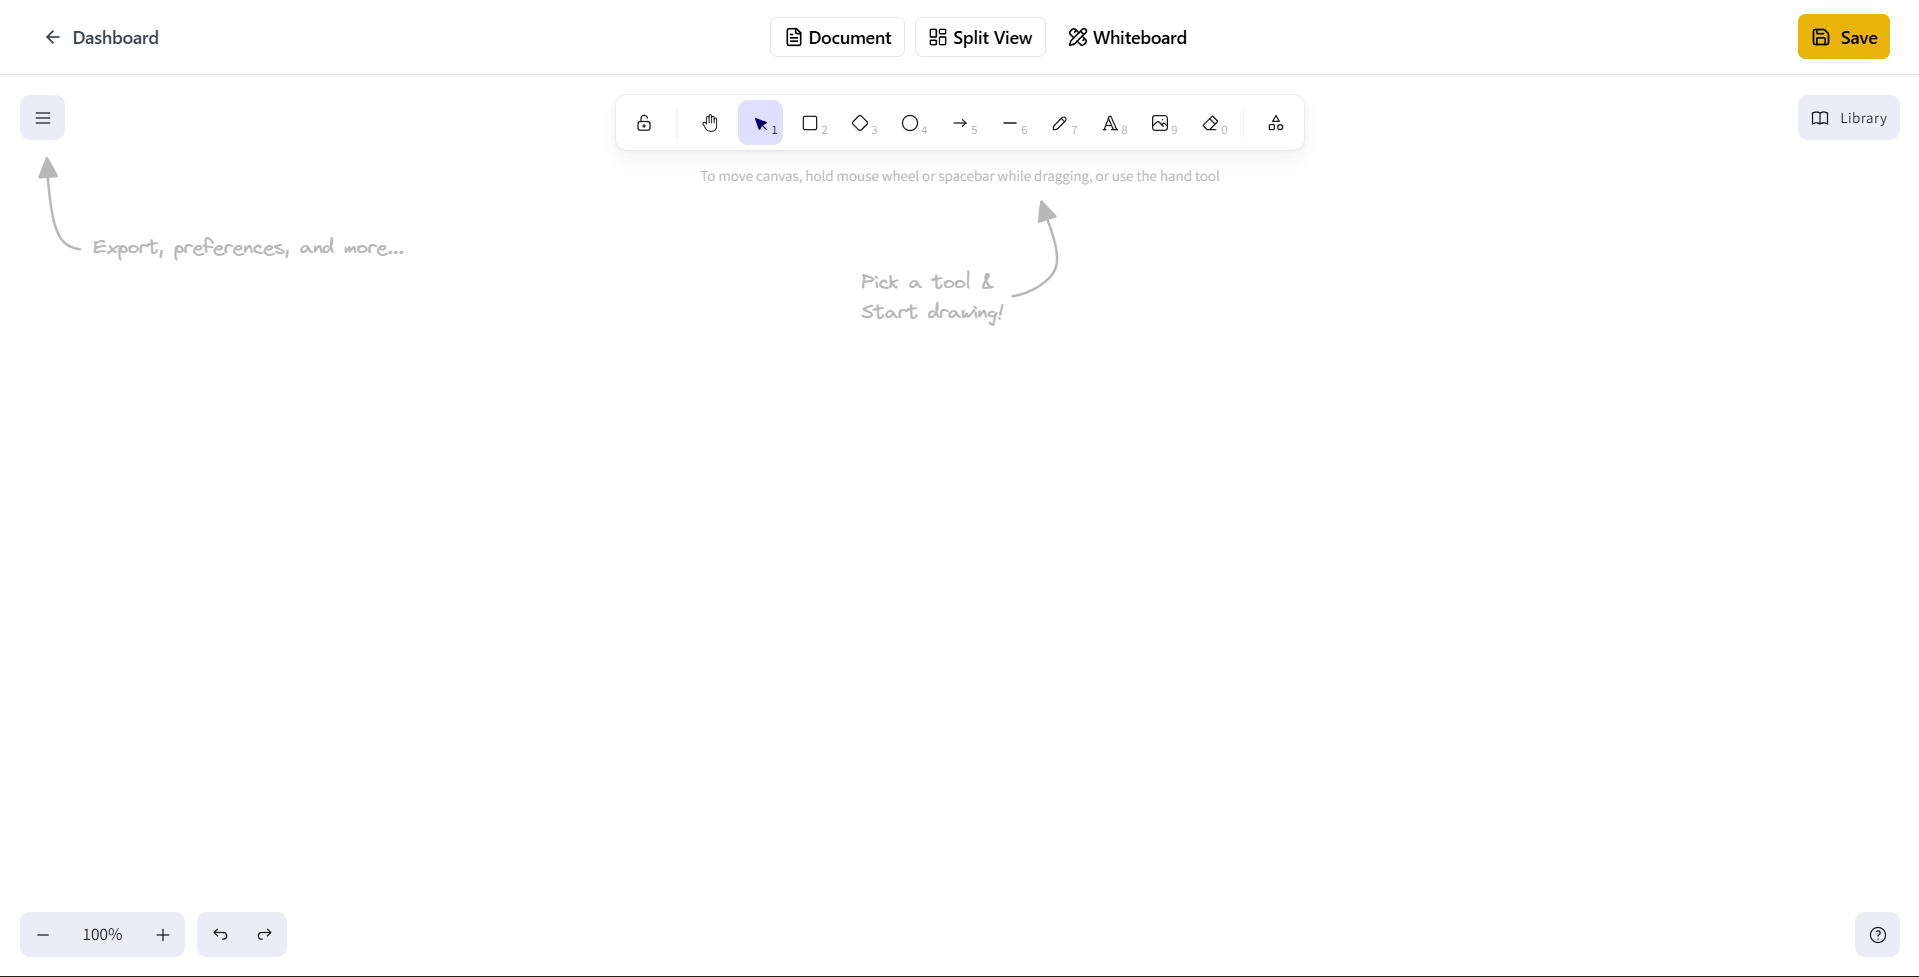 Dashboard
Document
Split View
Whiteboard
Save
1 2 3 4 5 6 7 8 9 0
Library
To move canvas, hold mouse wheel or spacebar while dragging, or use the hand tool
Export, preferences, and more...
Pick a tool &
Start drawing!
100%